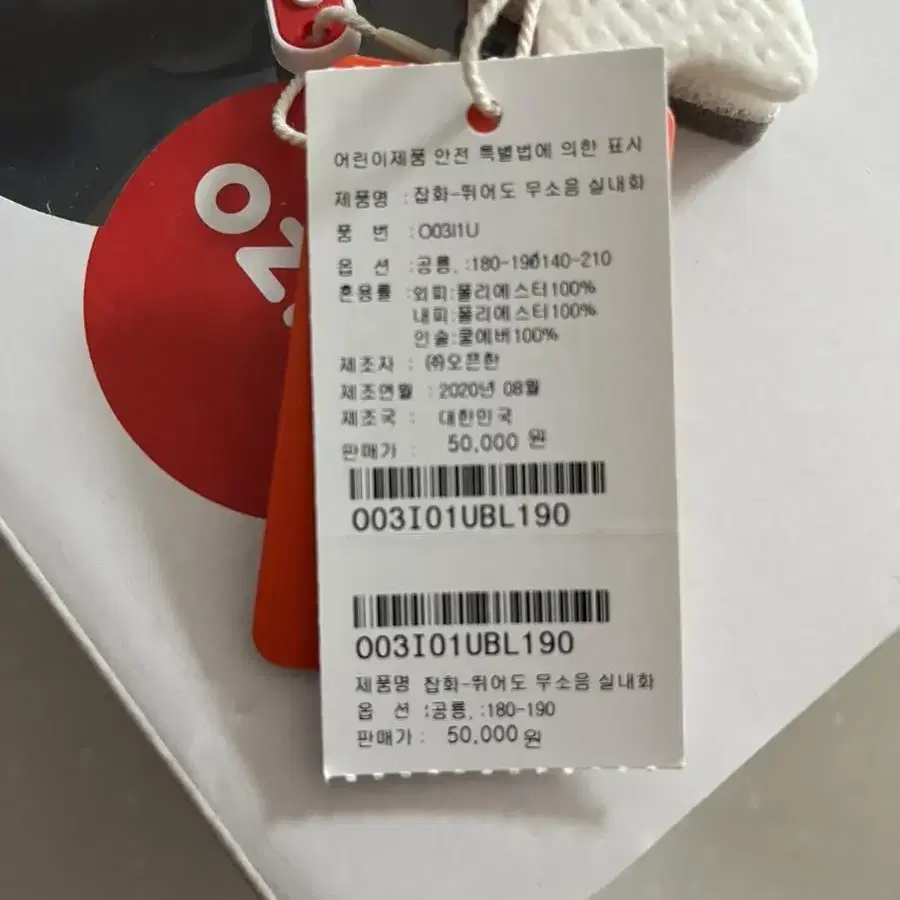 어린이제품 안전 특별법에 의한 표시
제품명 : 잡화-뛰어도 무소음 실내화
품 번 : O03I1U
옵 션 :공룡, :180-190140-210
혼용률 :외피:폴리에스터100%
내피:폴리에스터100%
인솔:쿨에버100%
제조자 : ㈜오픈한
제조연월 : 2020년 08월
제조국 : 대한민국
판매가 : 50,000 원
O03I01UBL190
O03I01UBL190
제품명 잡화-뛰어도 무소음 실내화
옵 션 :공룡, :180-190
판매가 : 50,000 원